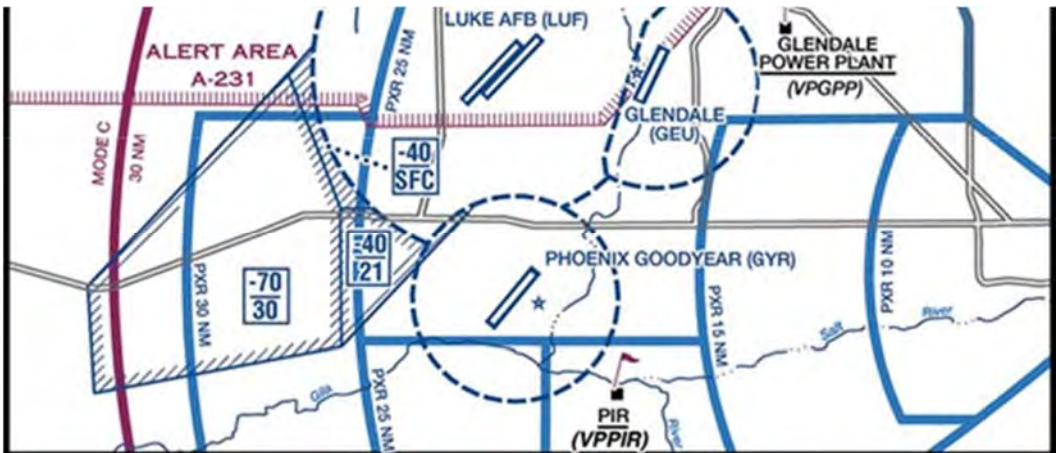 LUKE AFB (LUF)
ALERT AREA
A-231
PXR 25 NM
GLENDALE
POWER PLANT
(VPGPP)
GLENDALE
(GEU)
MODE C
30 NM
-40
SFC
PHOENIX GOODYEAR (GYR)
-40
21
-70
30
PXR 30 NM
PXR 15 NM
PXR 10 NM
Salt
River
Gila
PXR 25 NM
PIR
(VPPIR)
River